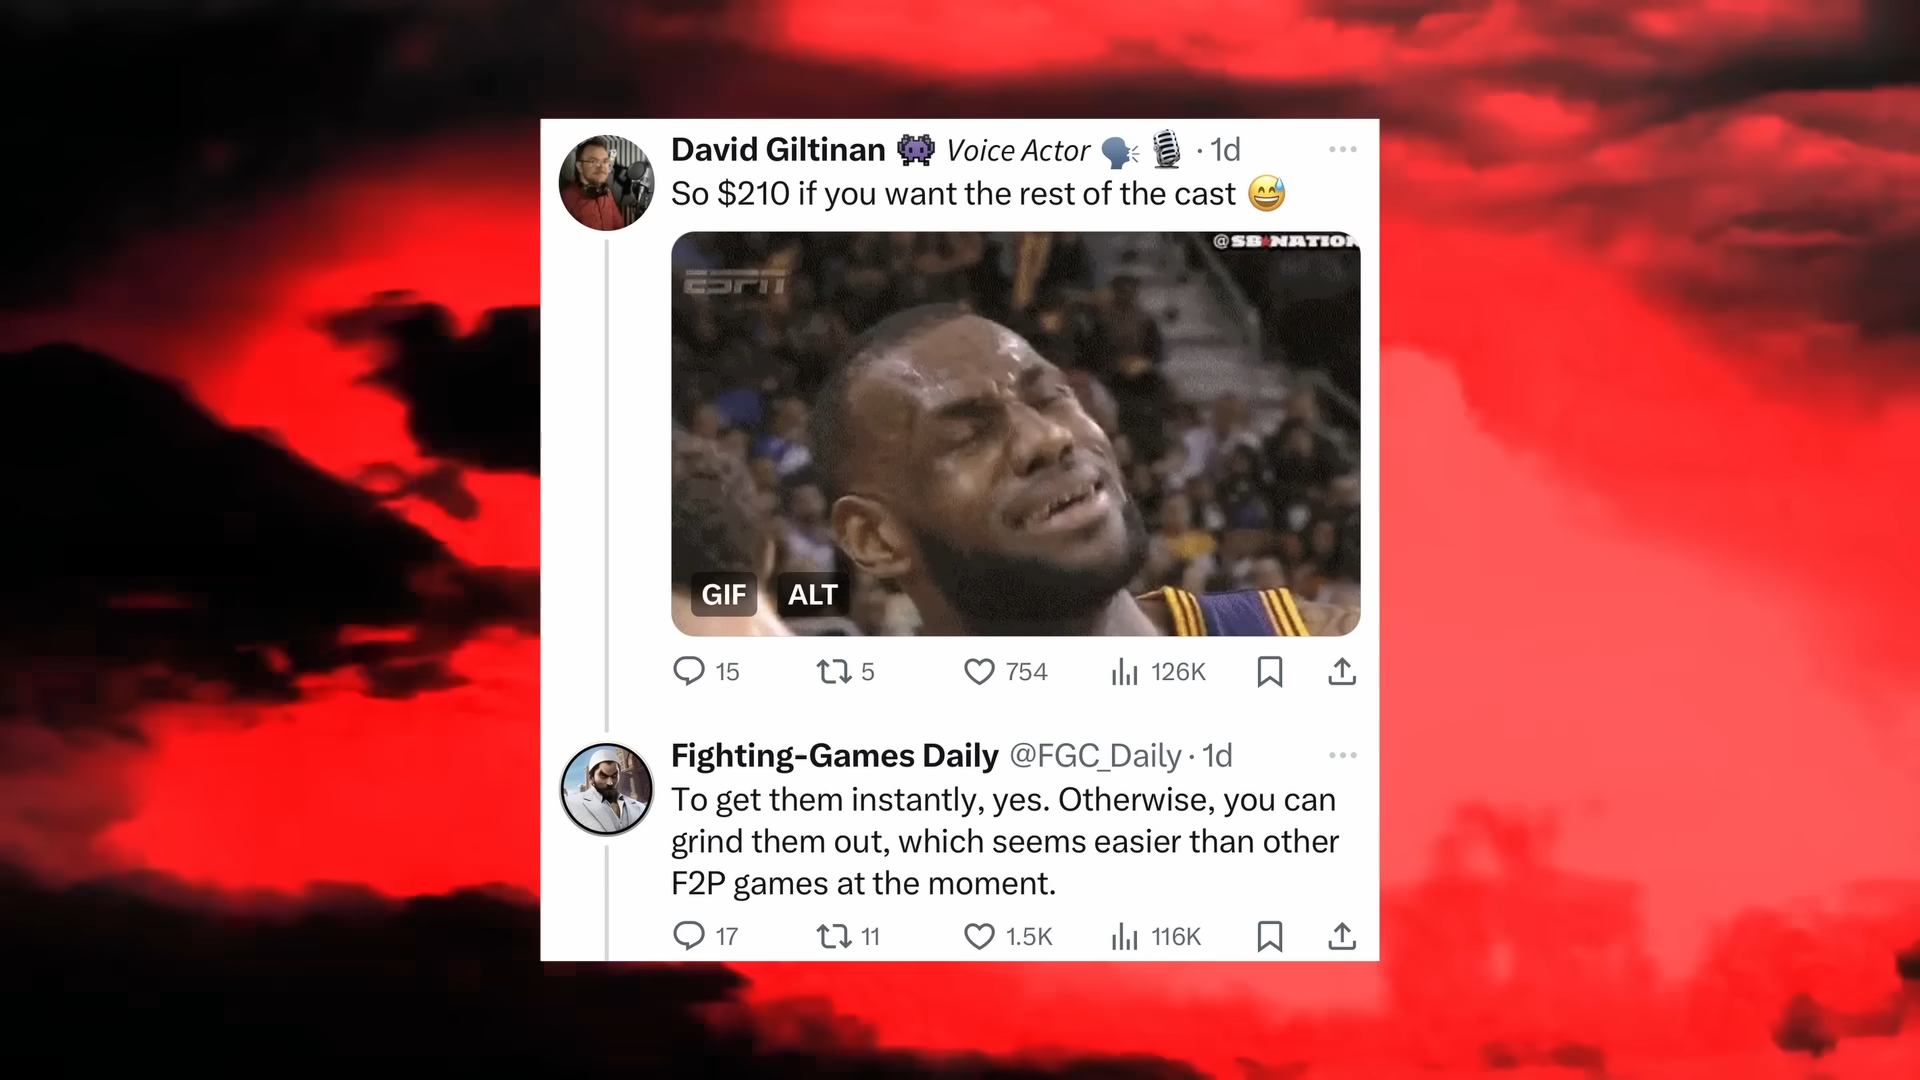 David Giltinan 👾 Voice Actor 🗣️ 🎙️ · 1d
So $210 if you want the rest of the cast 😅
@SB★NATION
ESPN
GIF ALT
15 5 754 126K
Fighting-Games Daily @FGC_Daily · 1d
To get them instantly, yes. Otherwise, you can
grind them out, which seems easier than other
F2P games at the moment.
17 11 1.5K 116K